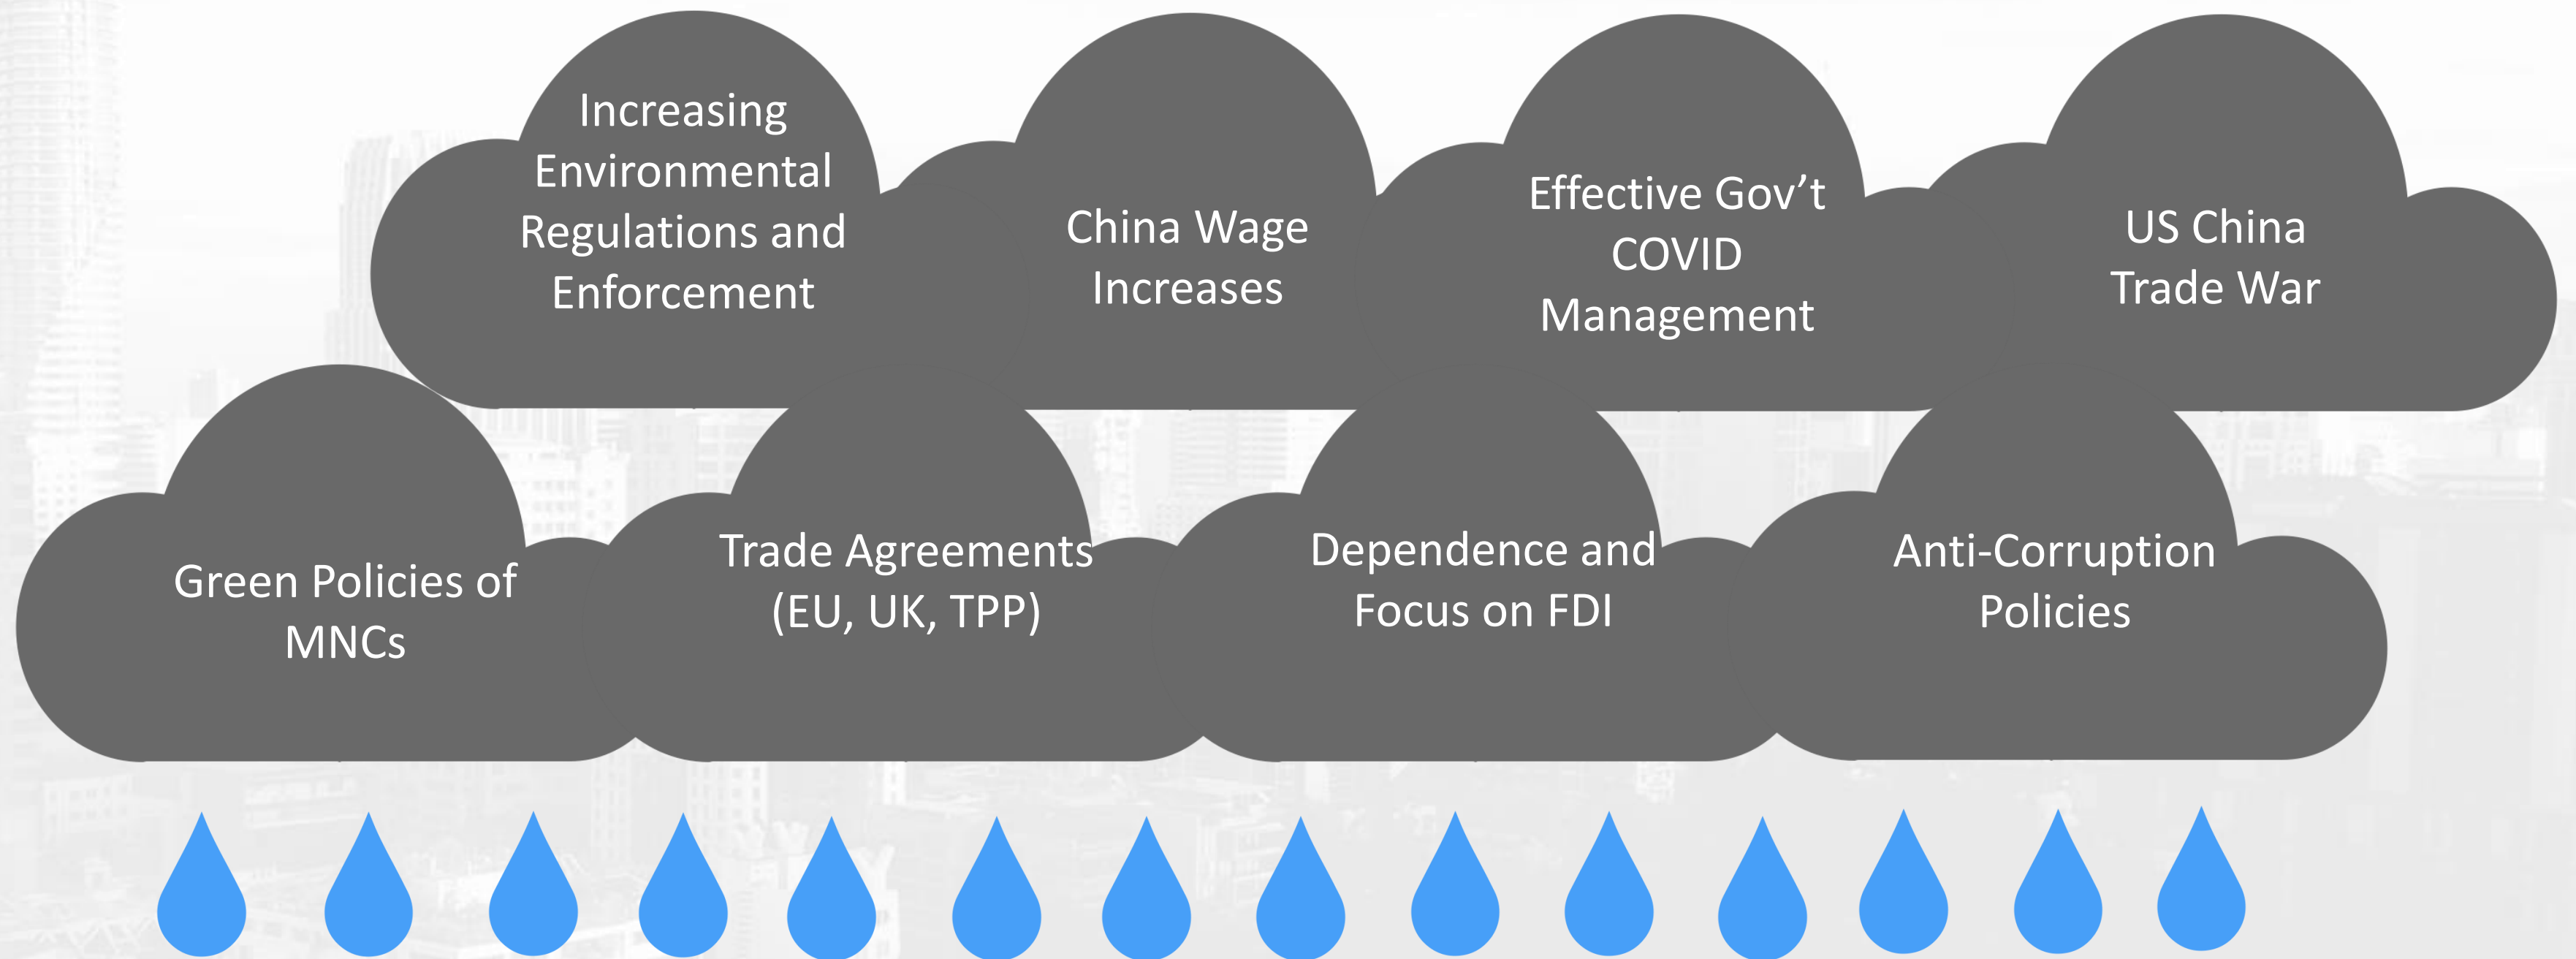 Increasing
Environmental
Regulations and
Enforcement
China Wage
Increases
Effective Gov’t
COVID
Management
US China
Trade War
Green Policies of
MNCs
Trade Agreements
(EU, UK, TPP)
Dependence and
Focus on FDI
Anti-Corruption
Policies